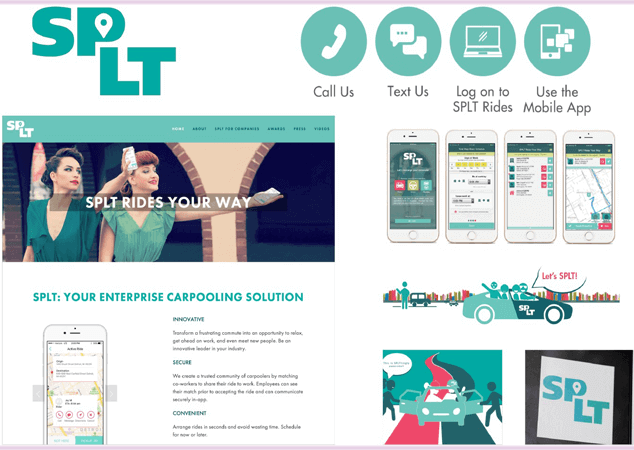 SPLT
Call Us
Text Us
Log on to
SPLT Rides
Use the
Mobile App
SPLT
HOME ABOUT SPLT FOR COMPANIES AWARDS PRESS VIDEOS
SPLT RIDES YOUR WAY
SPLT: YOUR ENTERPRISE CARPOOLING SOLUTION
INNOVATIVE
Transform a frustrating commute into an opportunity to relax,
get ahead on work, and even meet new people. Be an
innovative leader in your industry.
SECURE
We create a trusted community of carpoolers by matching
co-workers to share their ride to work. Employees can see
their match prior to accepting the ride and can communicate
securely in-app.
CONVENIENT
Arrange rides in seconds and avoid wasting time. Schedule
for now or later.
Active Ride
SPLT
Let's SPLT!
SPLT
SPLT